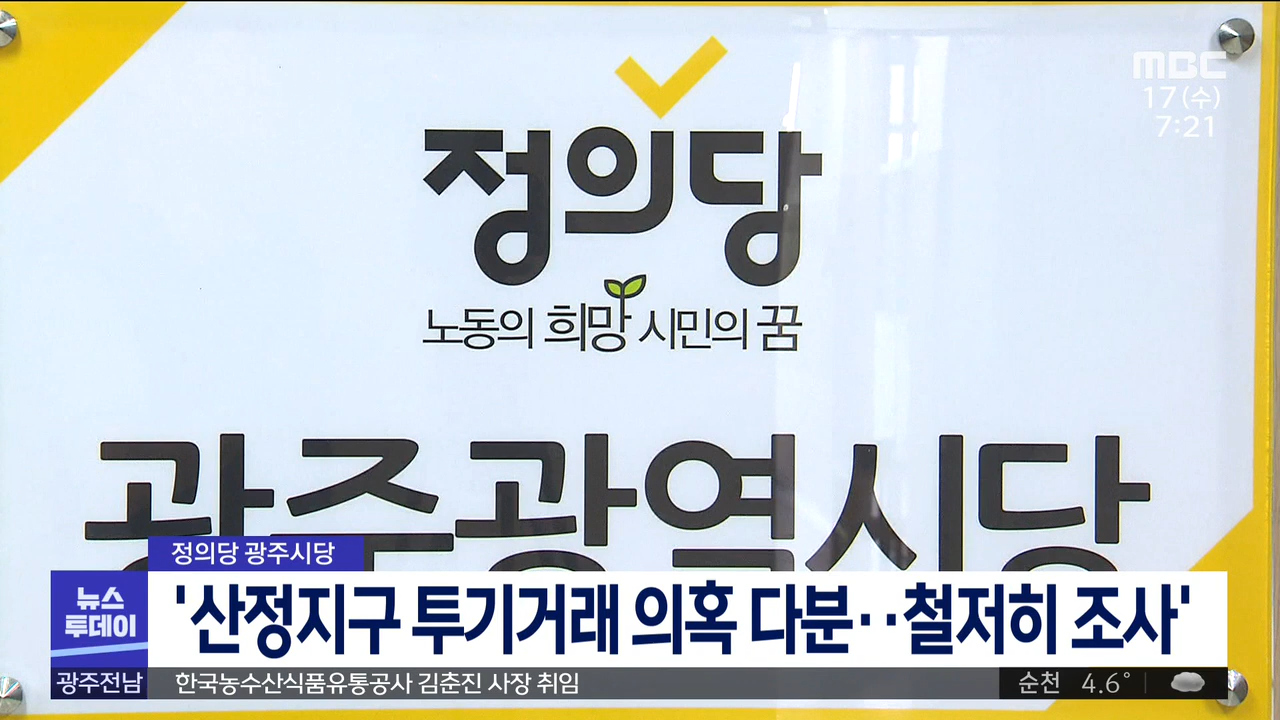 MBC
17(수)
7:21
정의당
노동의 희망 시민의 꿈
광주광역시당
정의당 광주시당
뉴스
투데이
'산정지구 투기거래 의혹 다분‥철저히 조사'
광주전남
한국농수산식품유통공사 김춘진 사장 취임
순천 4.6°